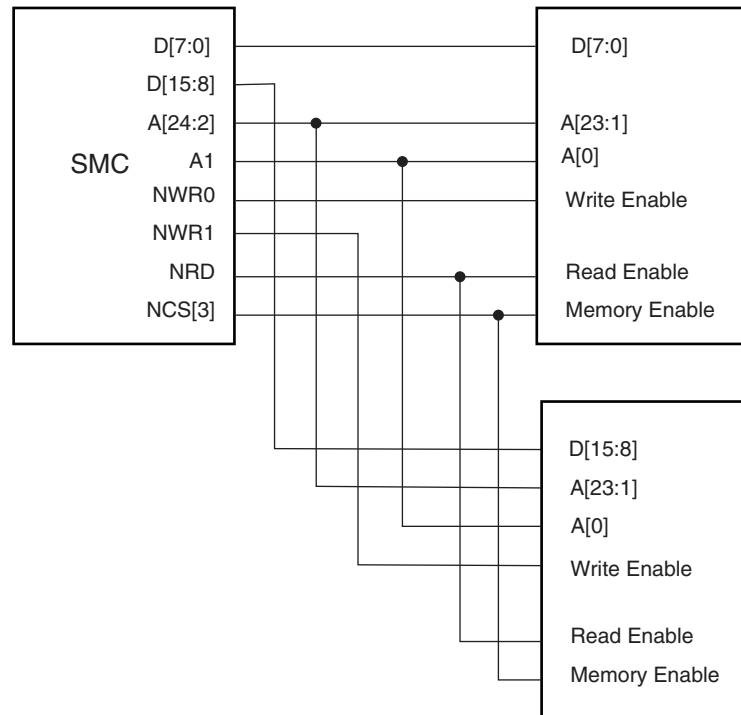 D[7:0]
D[15:8]
A[24:2]
SMC
A1
NWR0
NWR1
NRD
NCS[3]
D[7:0]
A[23:1]
A[0]
Write Enable
Read Enable
Memory Enable
D[15:8]
A[23:1]
A[0]
Write Enable
Read Enable
Memory Enable